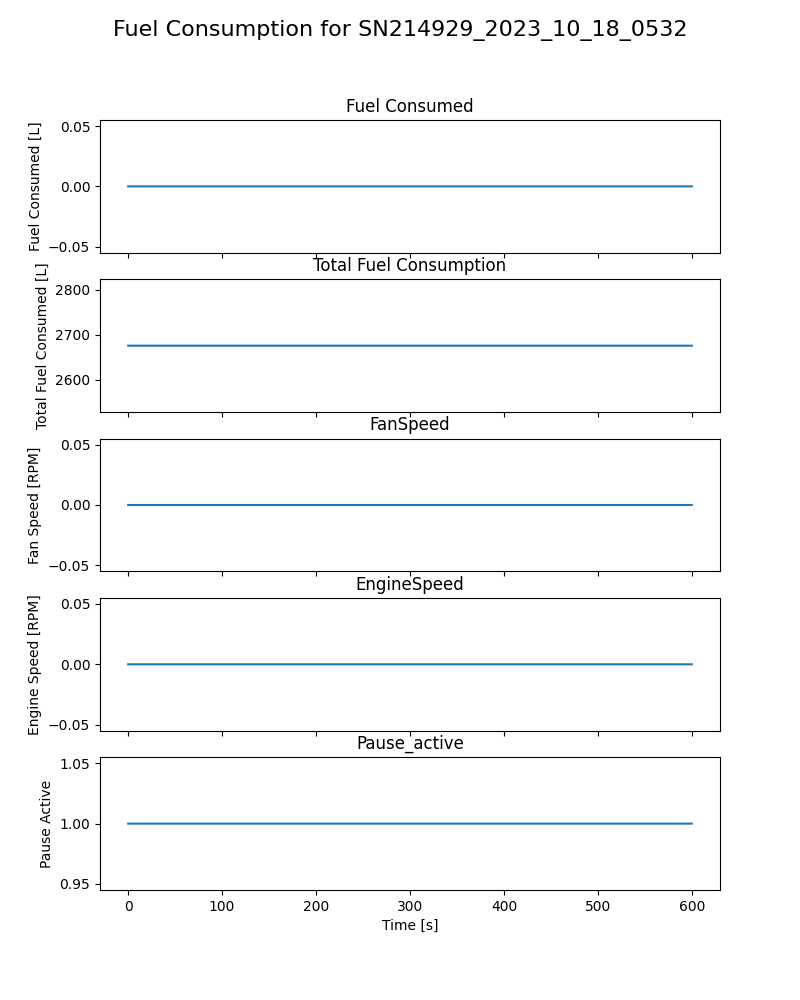 Fuel Consumption for SN214929_2023_10_18_0532
Fuel Consumed
Fuel Consumed [L]
0.05
0.00
−0.05
Total Fuel Consumption
Total Fuel Consumed [L]
2800
2700
2600
FanSpeed
Fan Speed [RPM]
0.05
0.00
−0.05
EngineSpeed
Engine Speed [RPM]
0.05
0.00
−0.05
Pause_active
Pause Active
1.05
1.00
0.95
0 100 200 300 400 500 600
Time [s]